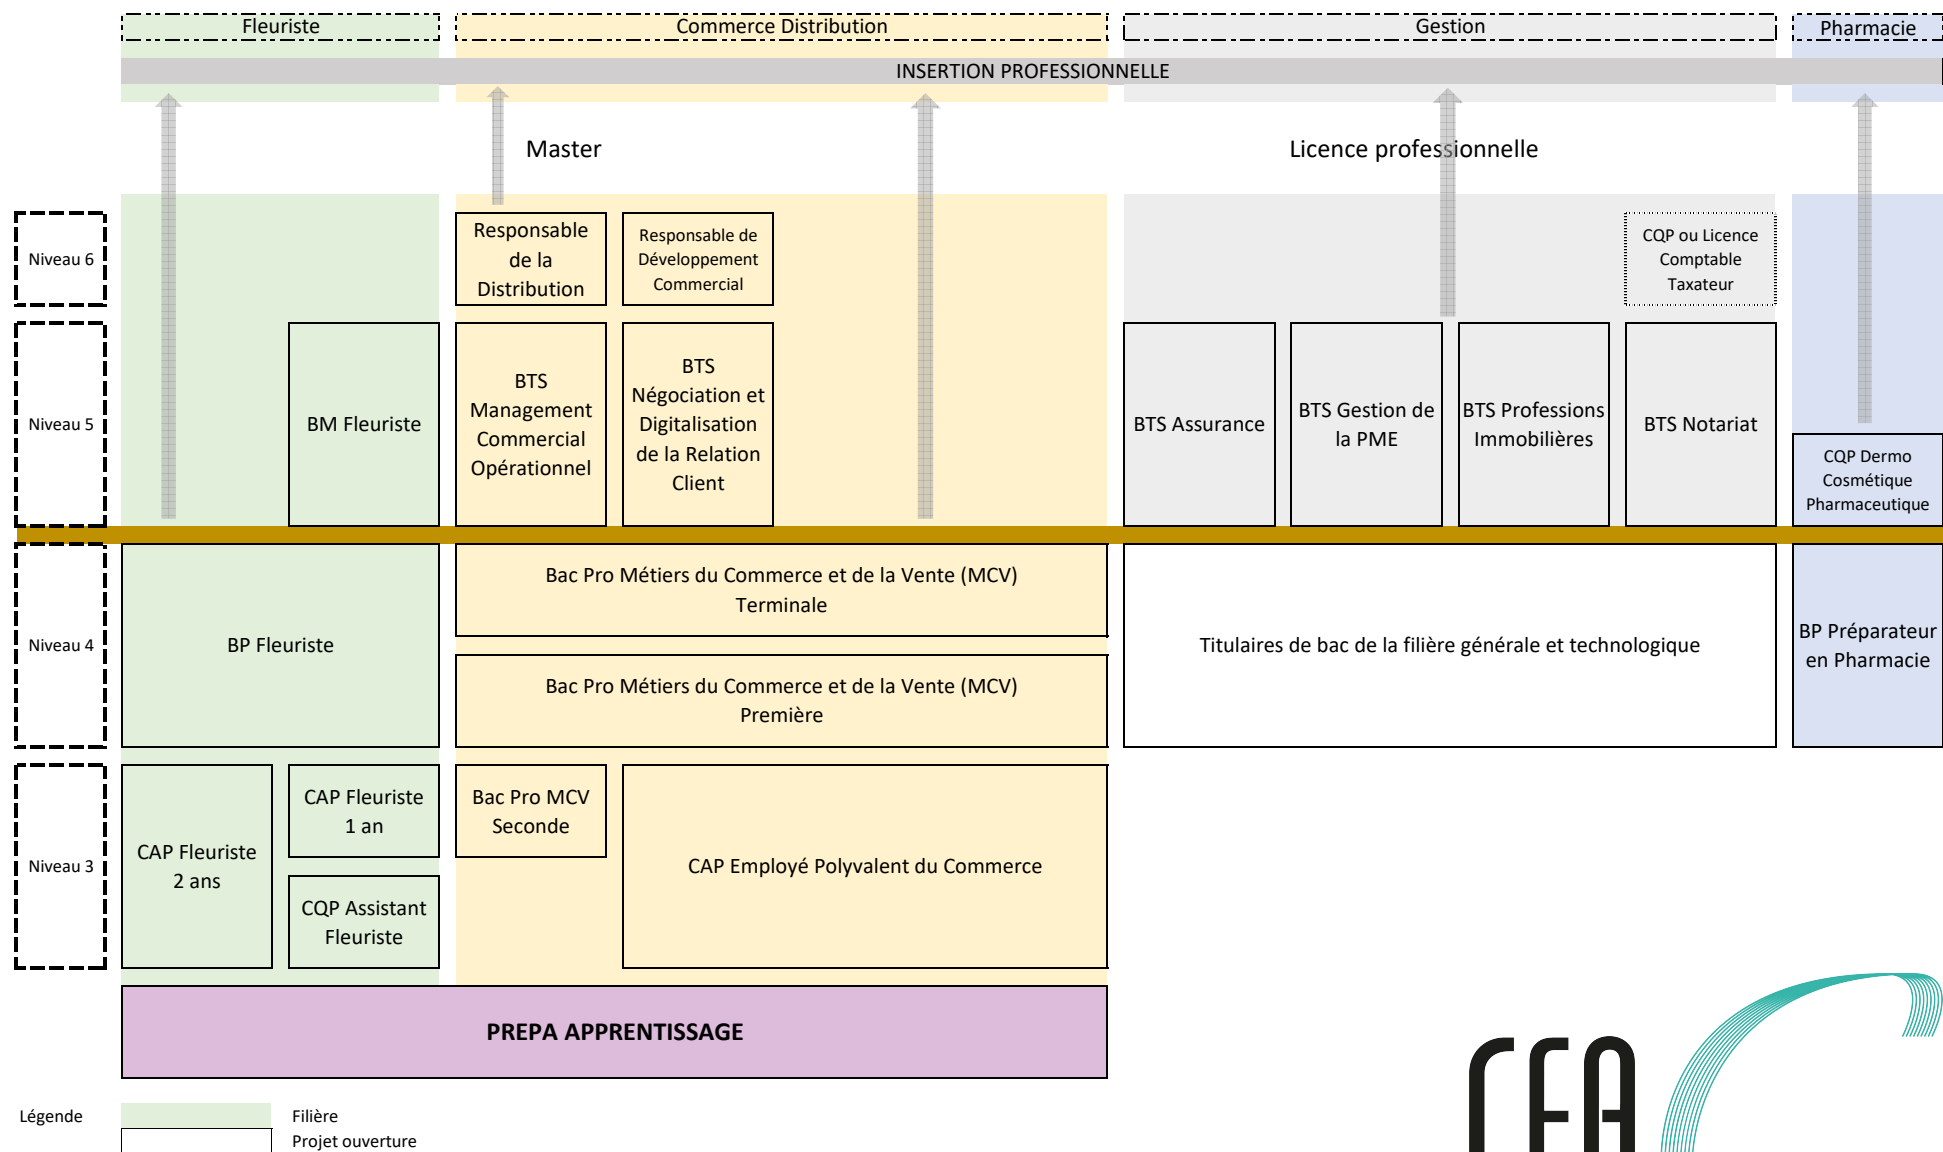 Fleuriste
Commerce Distribution
Gestion
Pharmacie
INSERTION PROFESSIONNELLE
Master
Licence professionnelle
Niveau 6
Responsable
de la
Distribution
Responsable de
Développement
Commercial
CQP ou Licence
Comptable
Taxateur
Niveau 5
BM Fleuriste
BTS
Management
Commercial
Opérationnel
BTS
Négociation et
Digitalisation
de la Relation
Client
BTS Assurance
BTS Gestion de
la PME
BTS Professions
Immobilières
BTS Notariat
CQP Dermo
Cosmétique
Pharmaceutique
Niveau 4
BP Fleuriste
Bac Pro Métiers du Commerce et de la Vente (MCV)
Terminale
Bac Pro Métiers du Commerce et de la Vente (MCV)
Première
Titulaires de bac de la filière générale et technologique
BP Préparateur
en Pharmacie
Niveau 3
CAP Fleuriste
2 ans
CAP Fleuriste
1 an
CQP Assistant
Fleuriste
Bac Pro MCV
Seconde
CAP Employé Polyvalent du Commerce
PREPA APPRENTISSAGE
CFA
Légende
Filière
Projet ouverture